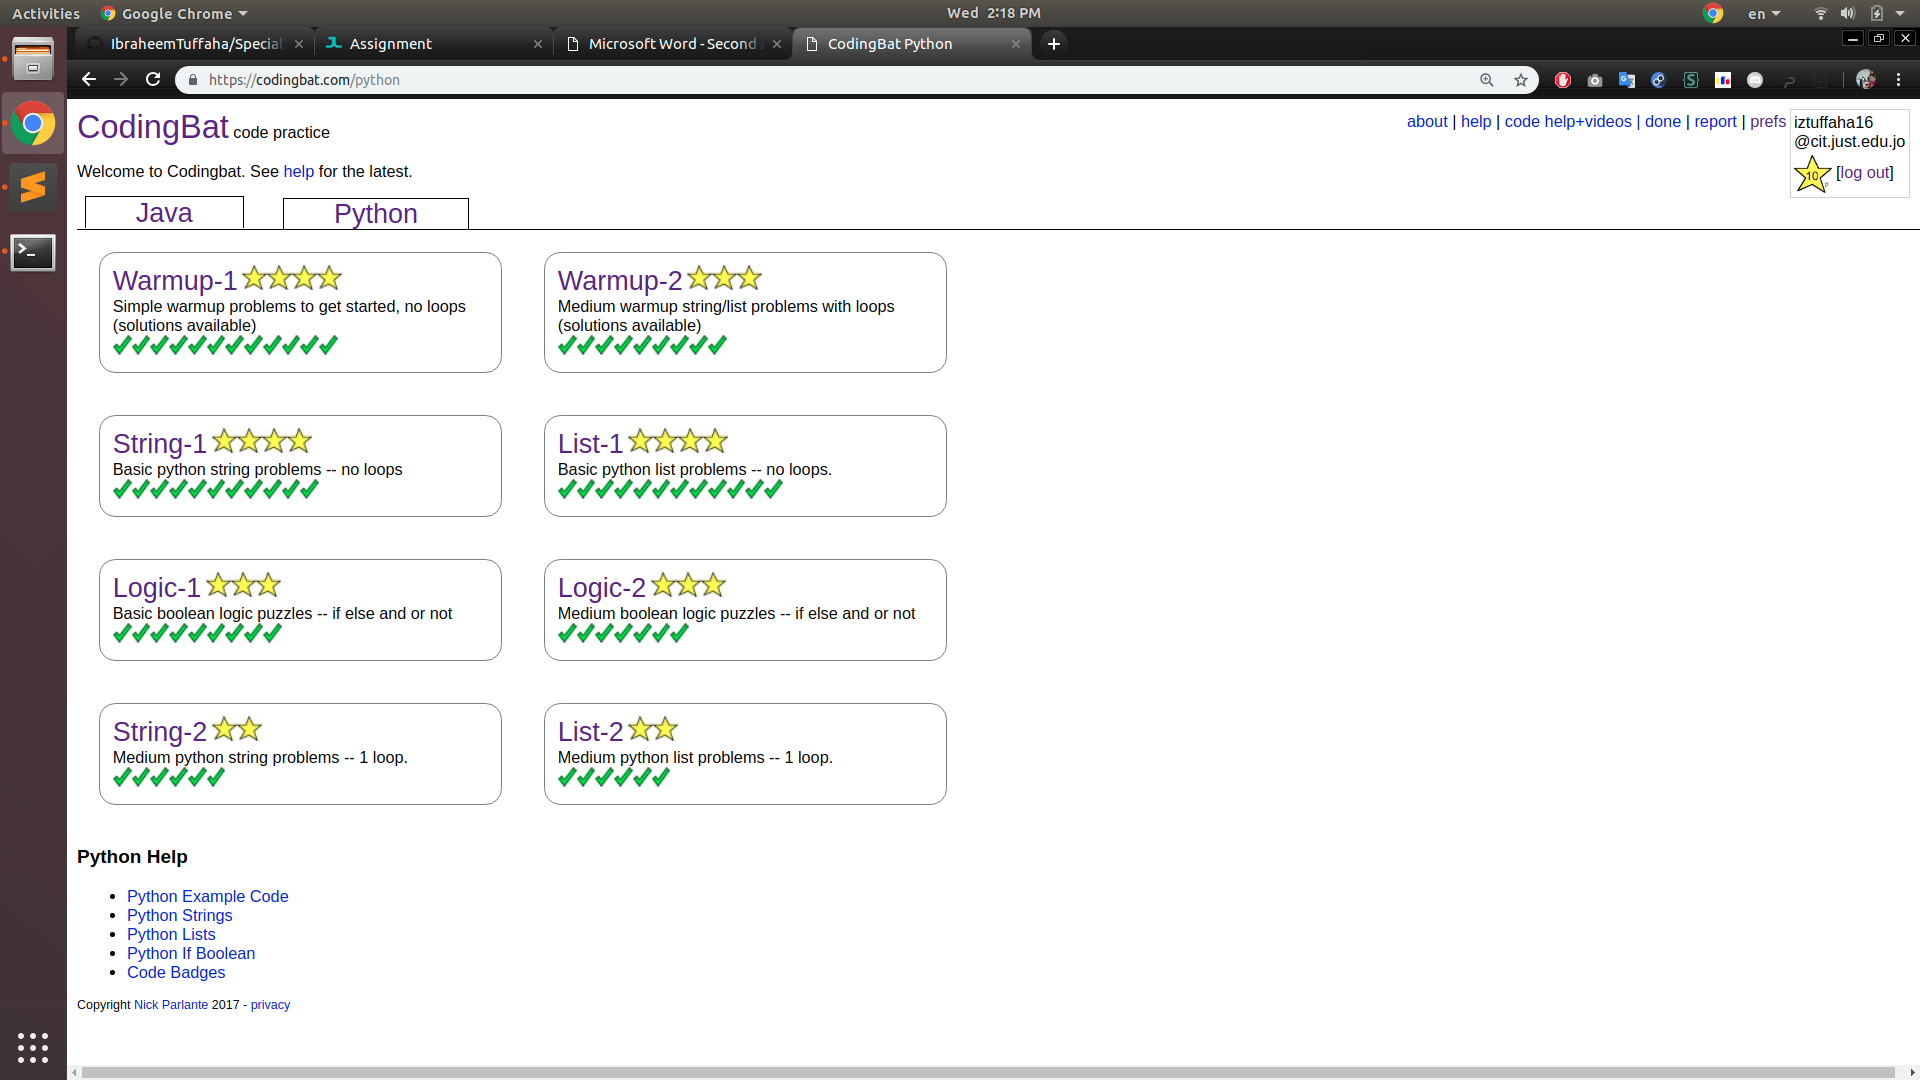 Activities Google Chrome Wed 2:18 PM en
IbraheemTuffaha/Special Assignment Microsoft Word - Second CodingBat Python
https://codingbat.com/python
CodingBat code practice
about | help | code help+videos | done | report | prefs
iztuffaha16
@cit.just.edu.jo
10
[log out]
Welcome to Codingbat. See help for the latest.
Java Python
Warmup-1
Simple warmup problems to get started, no loops
(solutions available)
Warmup-2
Medium warmup string/list problems with loops
(solutions available)
String-1
Basic python string problems -- no loops
List-1
Basic python list problems -- no loops.
Logic-1
Basic boolean logic puzzles -- if else and or not
Logic-2
Medium boolean logic puzzles -- if else and or not
String-2
Medium python string problems -- 1 loop.
List-2
Medium python list problems -- 1 loop.
Python Help
Python Example Code
Python Strings
Python Lists
Python If Boolean
Code Badges
Copyright Nick Parlante 2017 - privacy